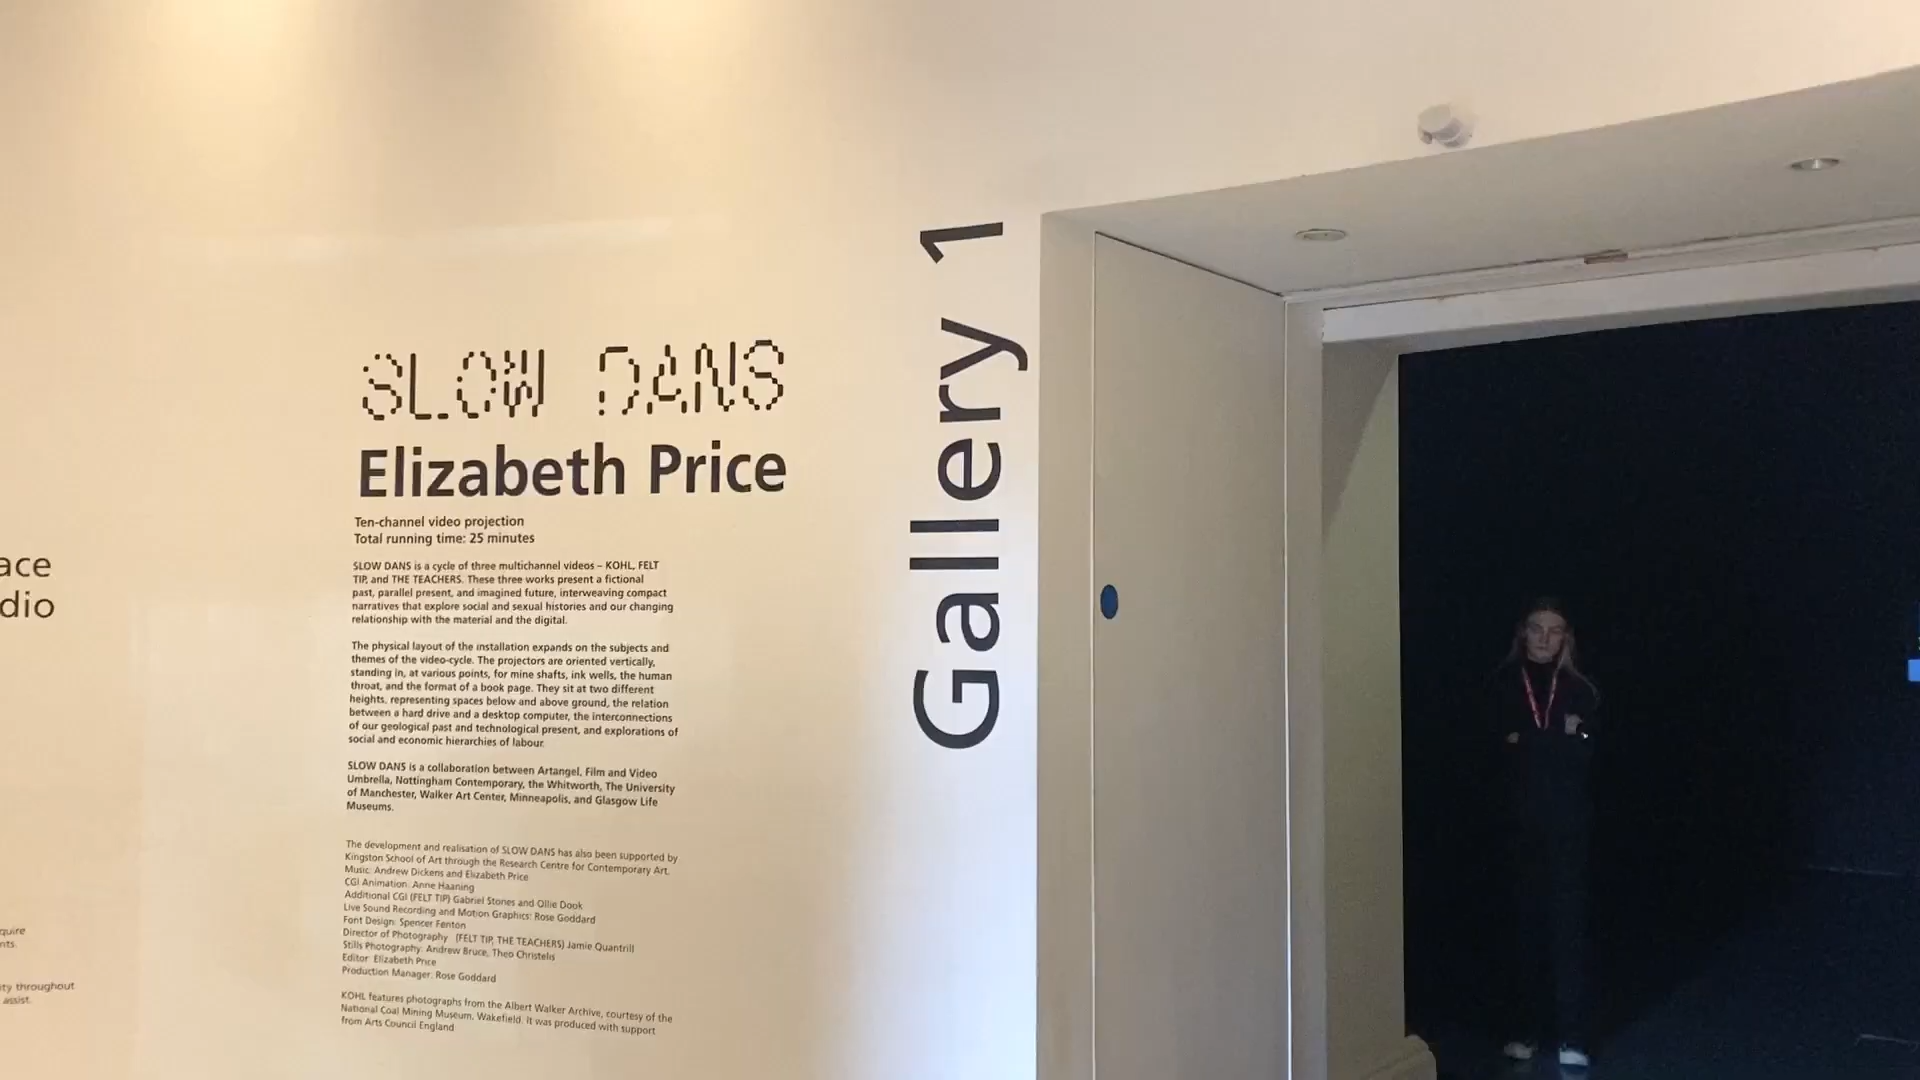 ace
dio
quire
nts.
ity throughout
assist.
SLOW DANS
Elizabeth Price
Ten-channel video projection
Total running time: 25 minutes
SLOW DANS is a cycle of three multichannel videos – KOHL, FELT
TIP, and THE TEACHERS. These three works present a fictional
past, parallel present, and imagined future, interweaving compact
narratives that explore social and sexual histories and our changing
relationship with the material and the digital.
The physical layout of the installation expands on the subjects and
themes of the video-cycle. The projectors are oriented vertically,
standing in, at various points, for mine shafts, ink wells, the human
throat, and the format of a book page. They sit at two different
heights, representing spaces below and above ground, the relation
between a hard drive and a desktop computer, the interconnections
of our geological past and technological present, and explorations of
social and economic hierarchies of labour.
SLOW DANS is a collaboration between Artangel, Film and Video
Umbrella, Nottingham Contemporary, the Whitworth, The University
of Manchester, Walker Art Center, Minneapolis, and Glasgow Life
Museums.
The development and realisation of SLOW DANS has also been supported by
Kingston School of Art through the Research Centre for Contemporary Art.
Music: Andrew Dickens and Elizabeth Price
CGI Animation: Anne Haaning
Additional CGI (FELT TIP) Gabriel Stones and Ollie Dook
Live Sound Recording and Motion Graphics: Rose Goddard
Font Design: Spencer Fenton
Director of Photography (FELT TIP, THE TEACHERS) Jamie Quantrill
Stills Photography: Andrew Bruce, Theo Christelis
Editor: Elizabeth Price
Production Manager: Rose Goddard
KOHL features photographs from the Albert Walker Archive, courtesy of the
National Coal Mining Museum, Wakefield. It was produced with support
from Arts Council England
Gallery 1